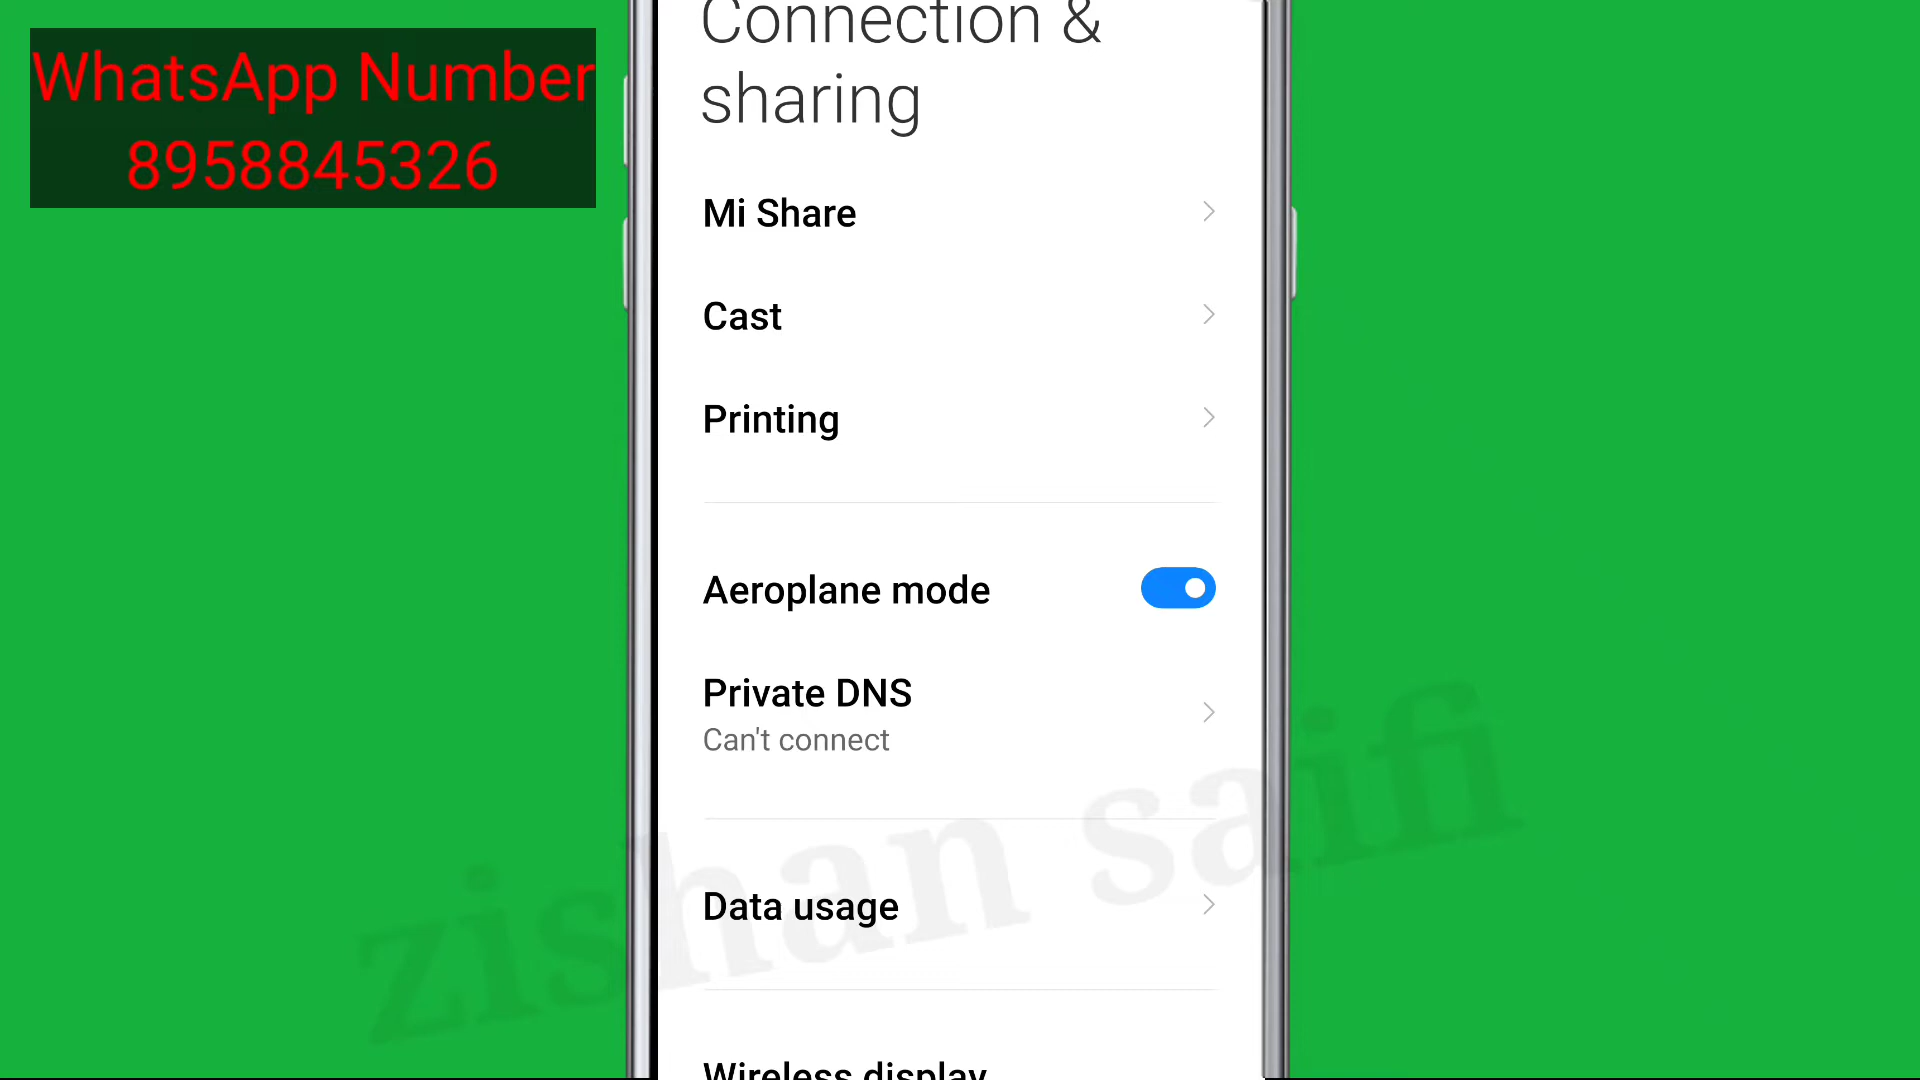 WhatsApp Number
8958845326
Connection &
sharing
Mi Share
Cast
Printing
Aeroplane mode
Private DNS
Can't connect
Data usage
Wireless display
zishan saifi